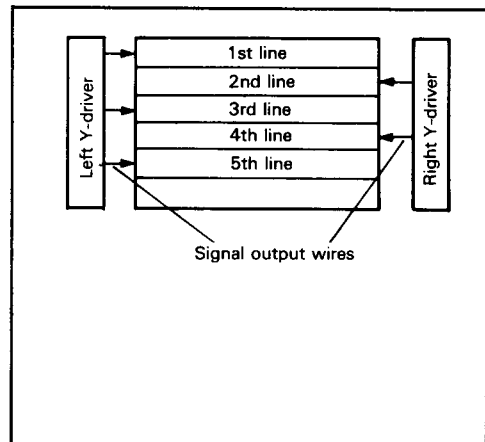 Left Y-driver
1st line
2nd line
3rd line
4th line
5th line
Right Y-driver
Signal output wires